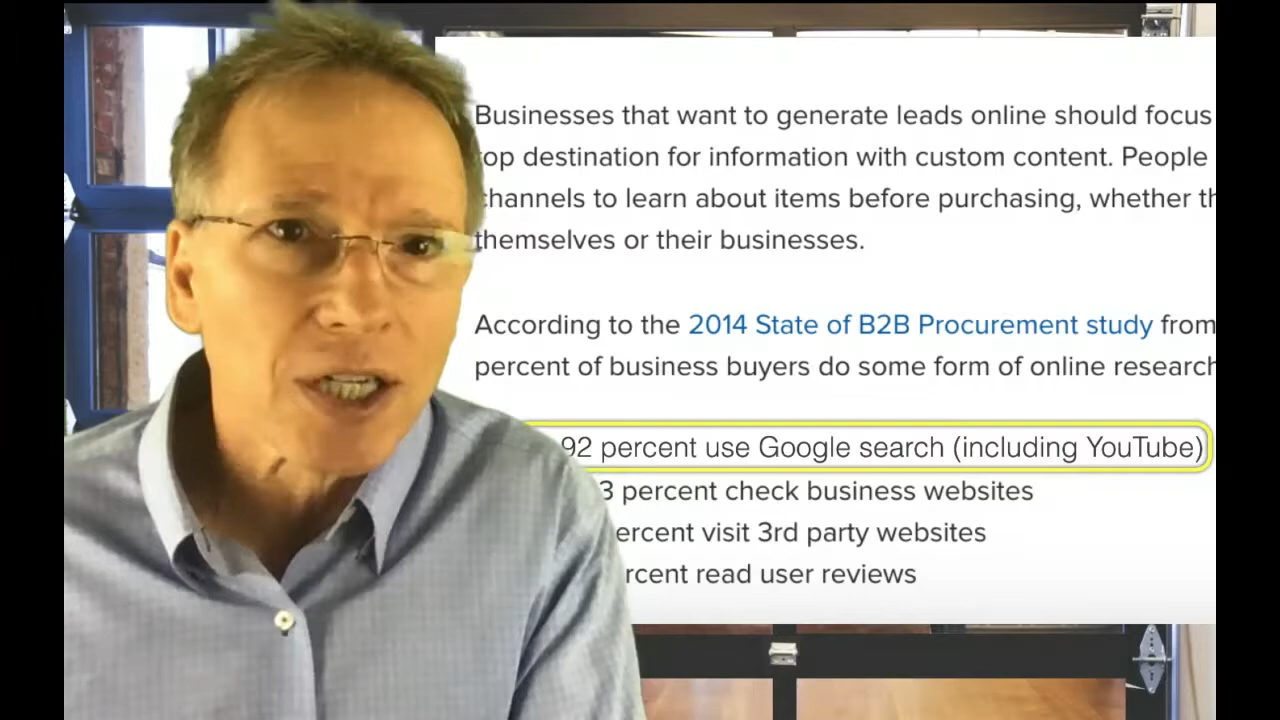 Businesses that want to generate leads online should focus
top destination for information with custom content. People
channels to learn about items before purchasing, whether th
themselves or their businesses.
According to the 2014 State of B2B Procurement study from
percent of business buyers do some form of online research
92 percent use Google search (including YouTube)
3 percent check business websites
ercent visit 3rd party websites
rcent read user reviews